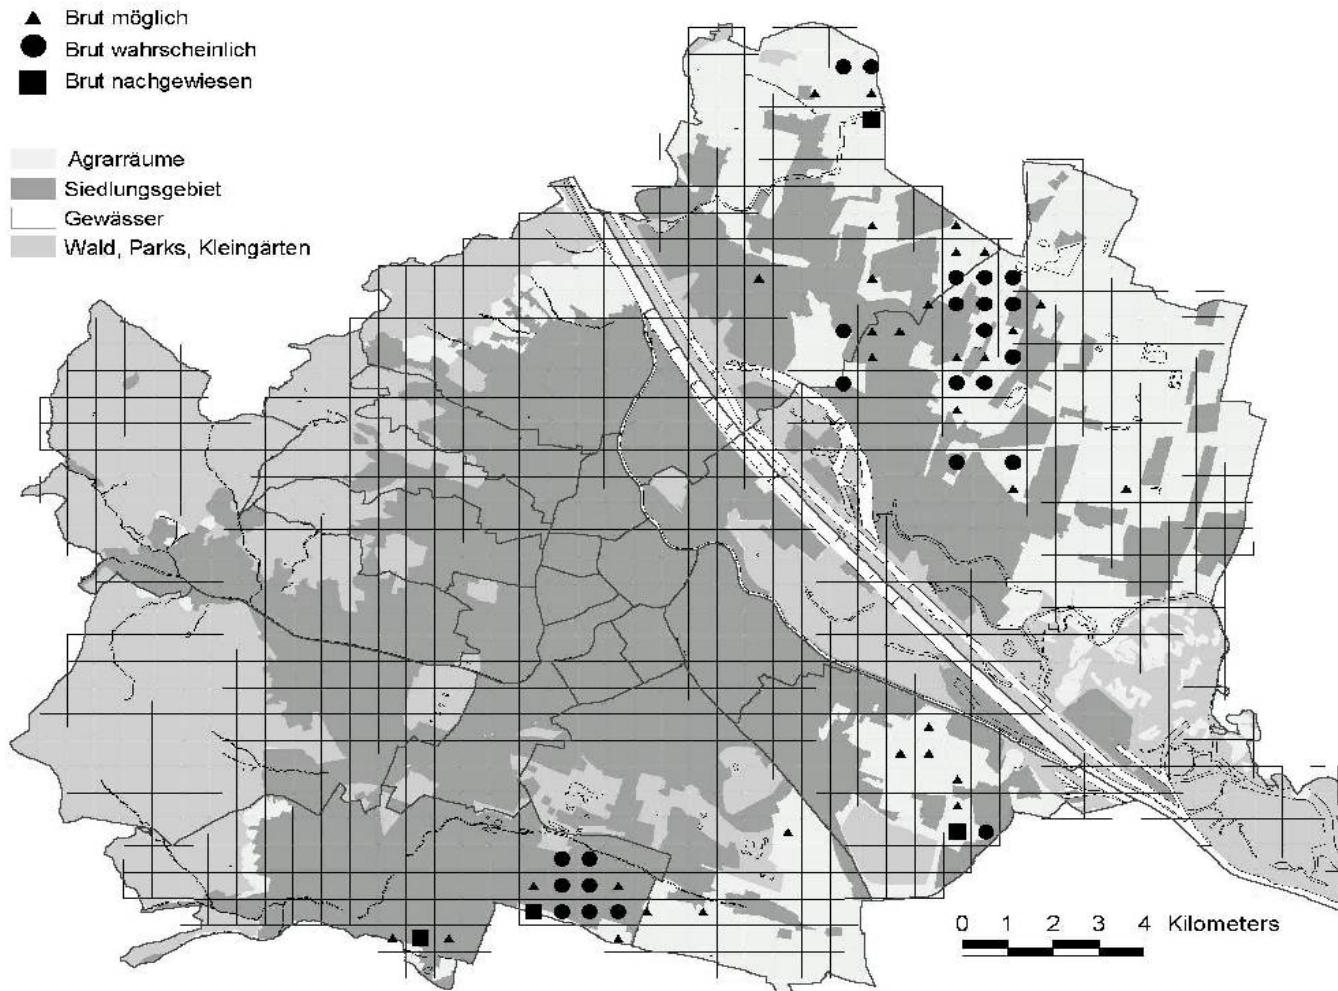 Brut möglich
Brut wahrscheinlich
Brut nachgewiesen
Agrarräume
Siedlungsgebiet
Gewässer
Wald, Parks, Kleingärten
0 1 2 3 4 Kilometers